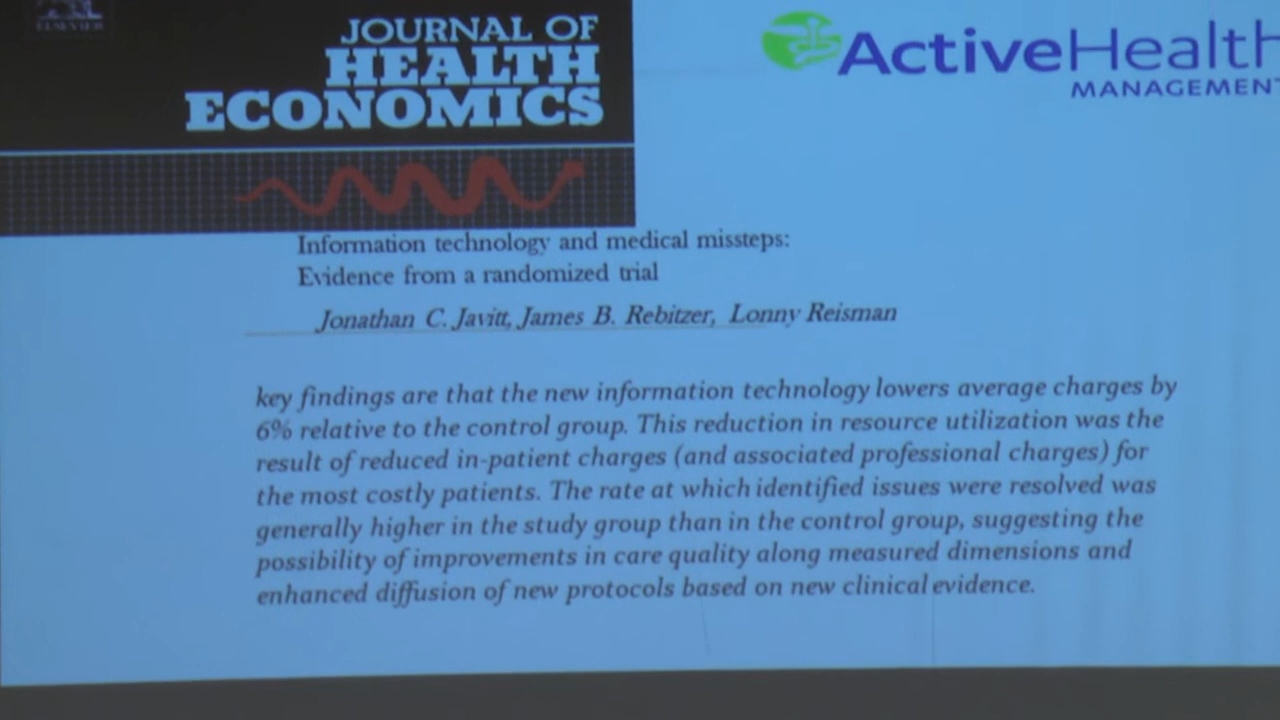 ELSEVIER
JOURNAL OF
HEALTH
ECONOMICS
ActiveHealth
MANAGEMENT
Information technology and medical missteps:
Evidence from a randomized trial
Jonathan C. Javitt, James B. Rebitzer, Lonny Reisman
key findings are that the new information technology lowers average charges by
6% relative to the control group. This reduction in resource utilization was the
result of reduced in-patient charges (and associated professional charges) for
the most costly patients. The rate at which identified issues were resolved was
generally higher in the study group than in the control group, suggesting the
possibility of improvements in care quality along measured dimensions and
enhanced diffusion of new protocols based on new clinical evidence.